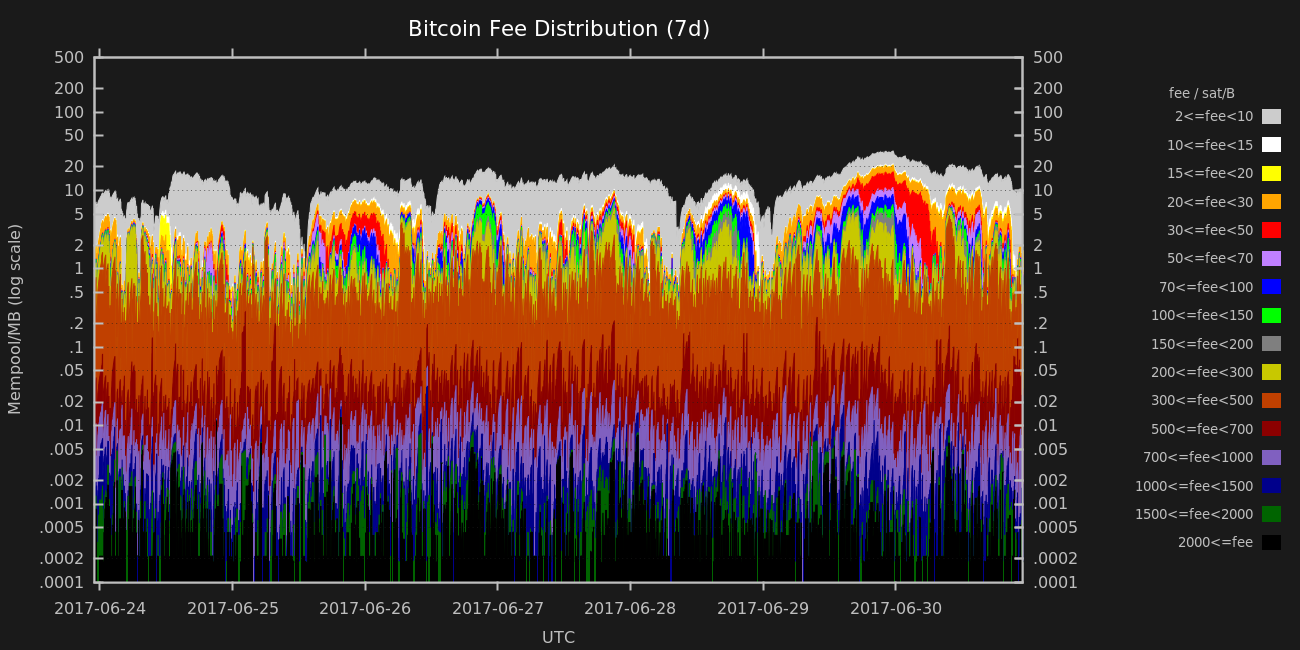 Bitcoin Fee Distribution (7d)
500
200
100
50
20
10
5
2
1
.5
.2
.1
.05
.02
.01
.005
.002
.001
.0005
.0002
.0001
Mempool/MB (log scale)
500
200
100
50
20
10
5
2
1
.5
.2
.1
.05
.02
.01
.005
.002
.001
.0005
.0002
.0001
2017-06-24 2017-06-25 2017-06-26 2017-06-27 2017-06-28 2017-06-29 2017-06-30
UTC
fee / sat/B
2<=fee<10
10<=fee<15
15<=fee<20
20<=fee<30
30<=fee<50
50<=fee<70
70<=fee<100
100<=fee<150
150<=fee<200
200<=fee<300
300<=fee<500
500<=fee<700
700<=fee<1000
1000<=fee<1500
1500<=fee<2000
2000<=fee